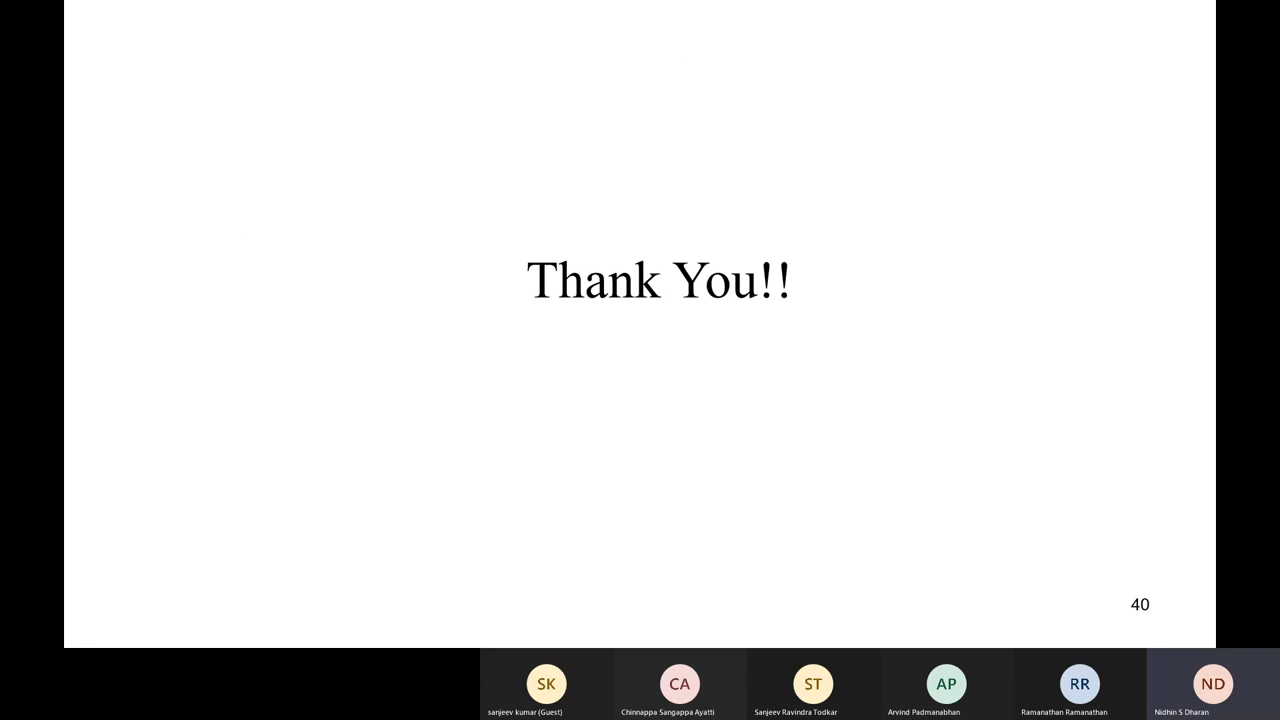 Thank You!!
40
SK
CA
ST
AP
RR
ND
sanjeev kumar (Guest)
Chinnappa Sangappa Ayatti
Sanjeev Ravindra Todkar
Arvind Padmanabhan
Ramanathan Ramanathan
Nidhin S Dharan